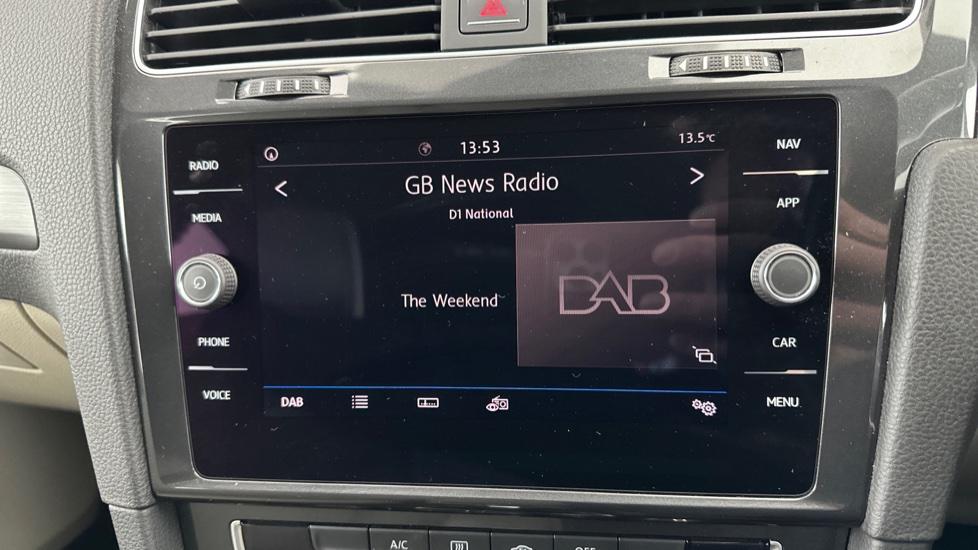 RADIO
MEDIA
PHONE
VOICE
13:53
13.5°C
< GB News Radio >
D1 National
The Weekend
DAB
DAB
NAV
APP
CAR
MENU
A/C
OFF